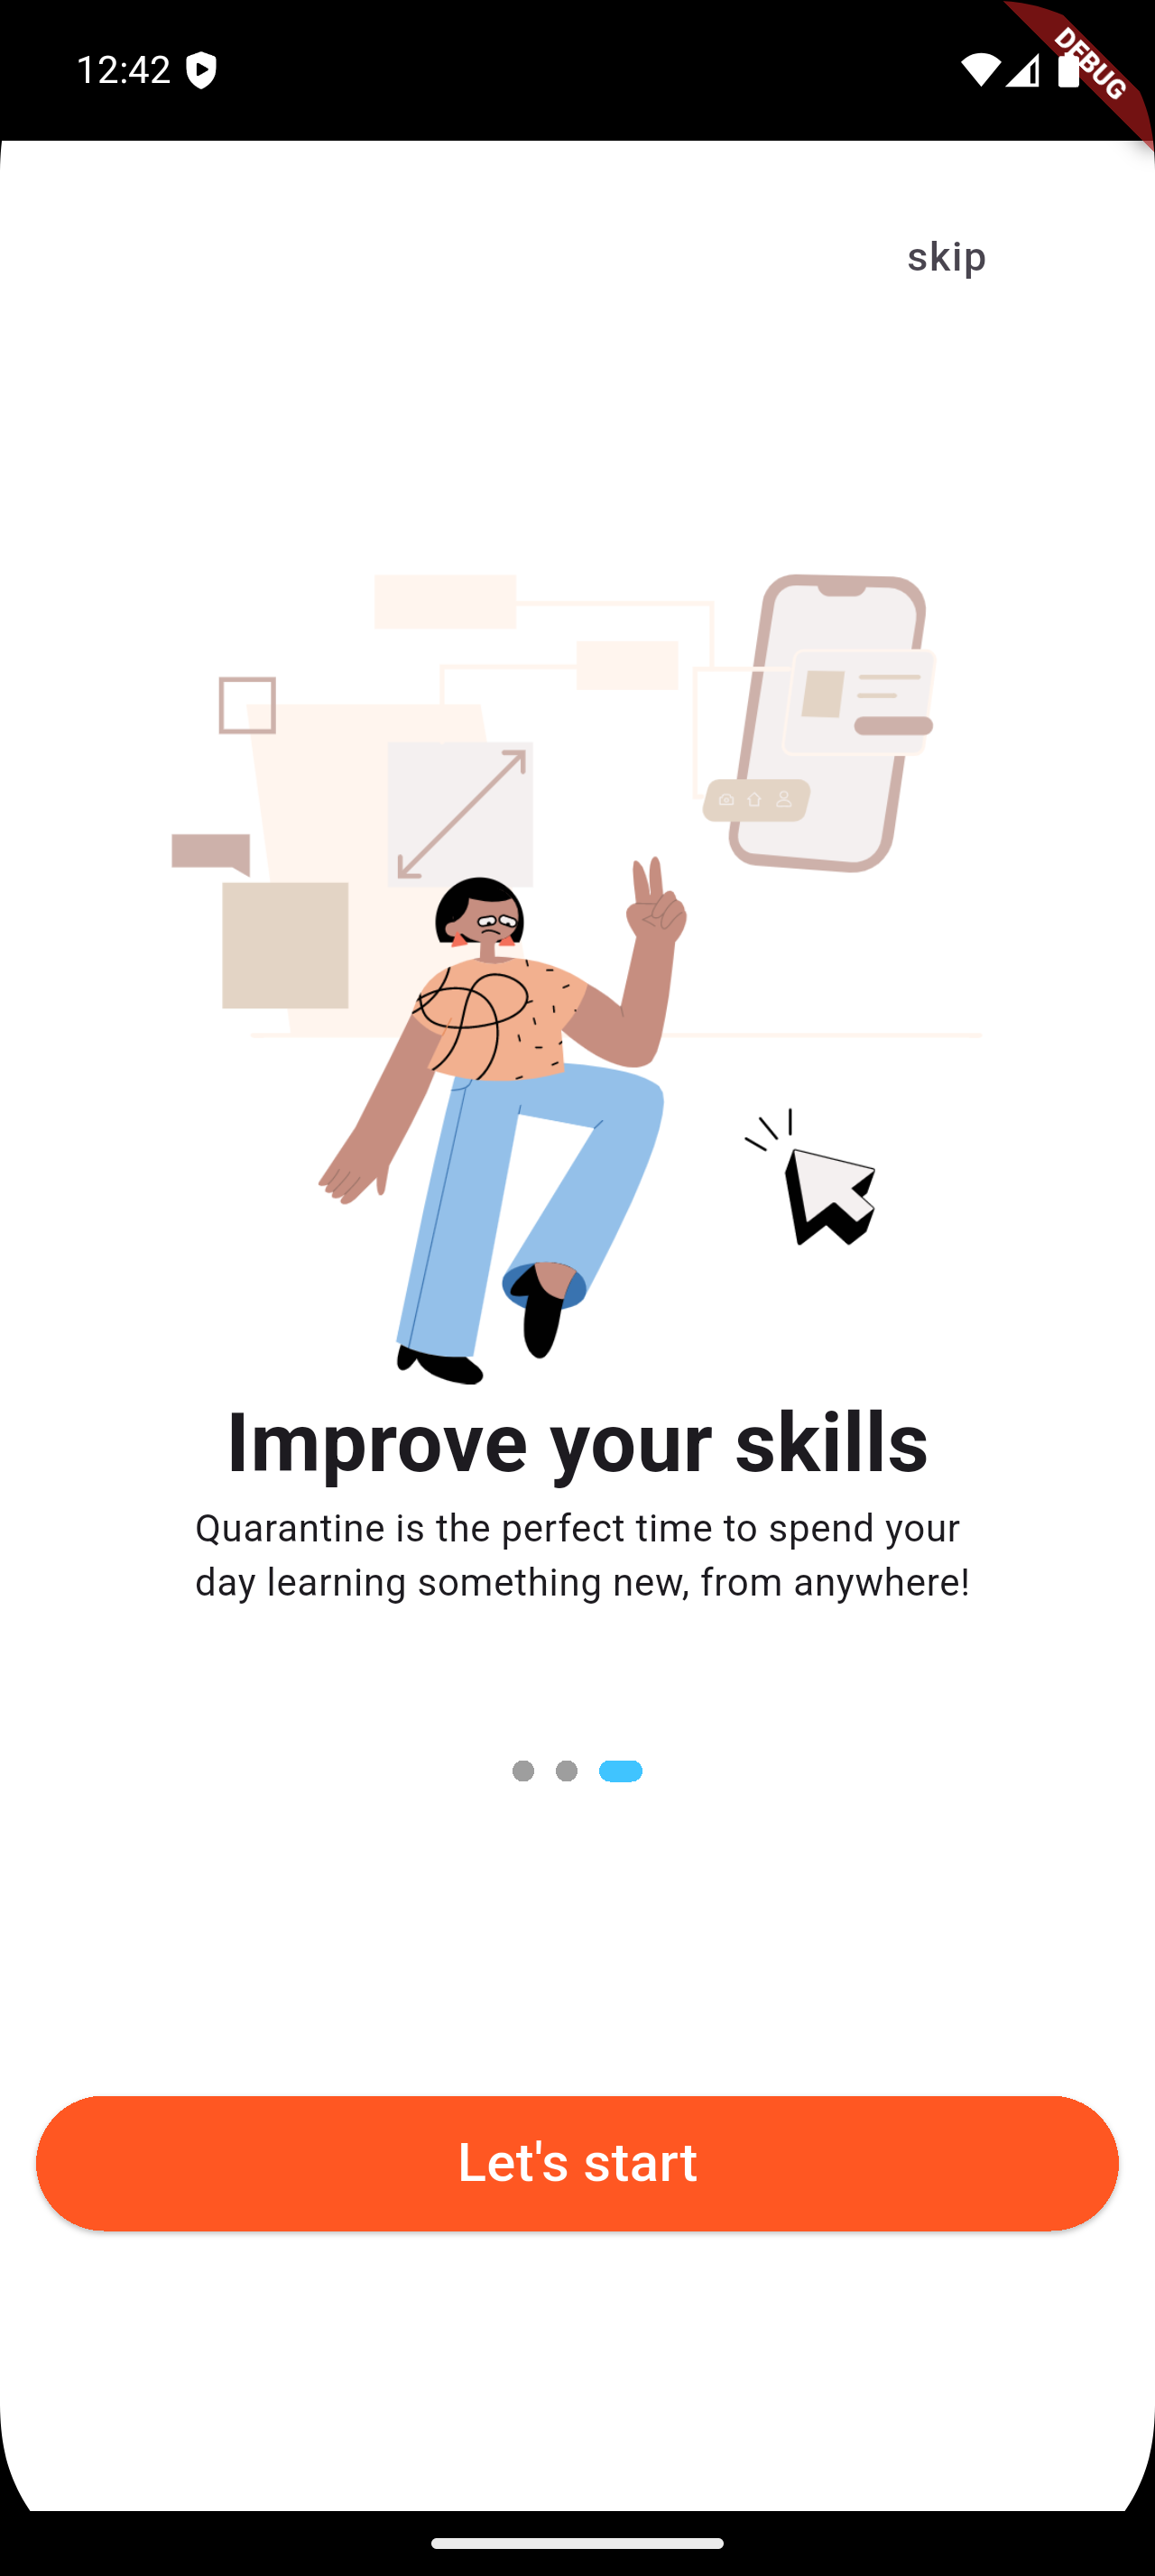 12:42
DEBUG
skip
Improve your skills
Quarantine is the perfect time to spend your
day learning something new, from anywhere!
Let's start